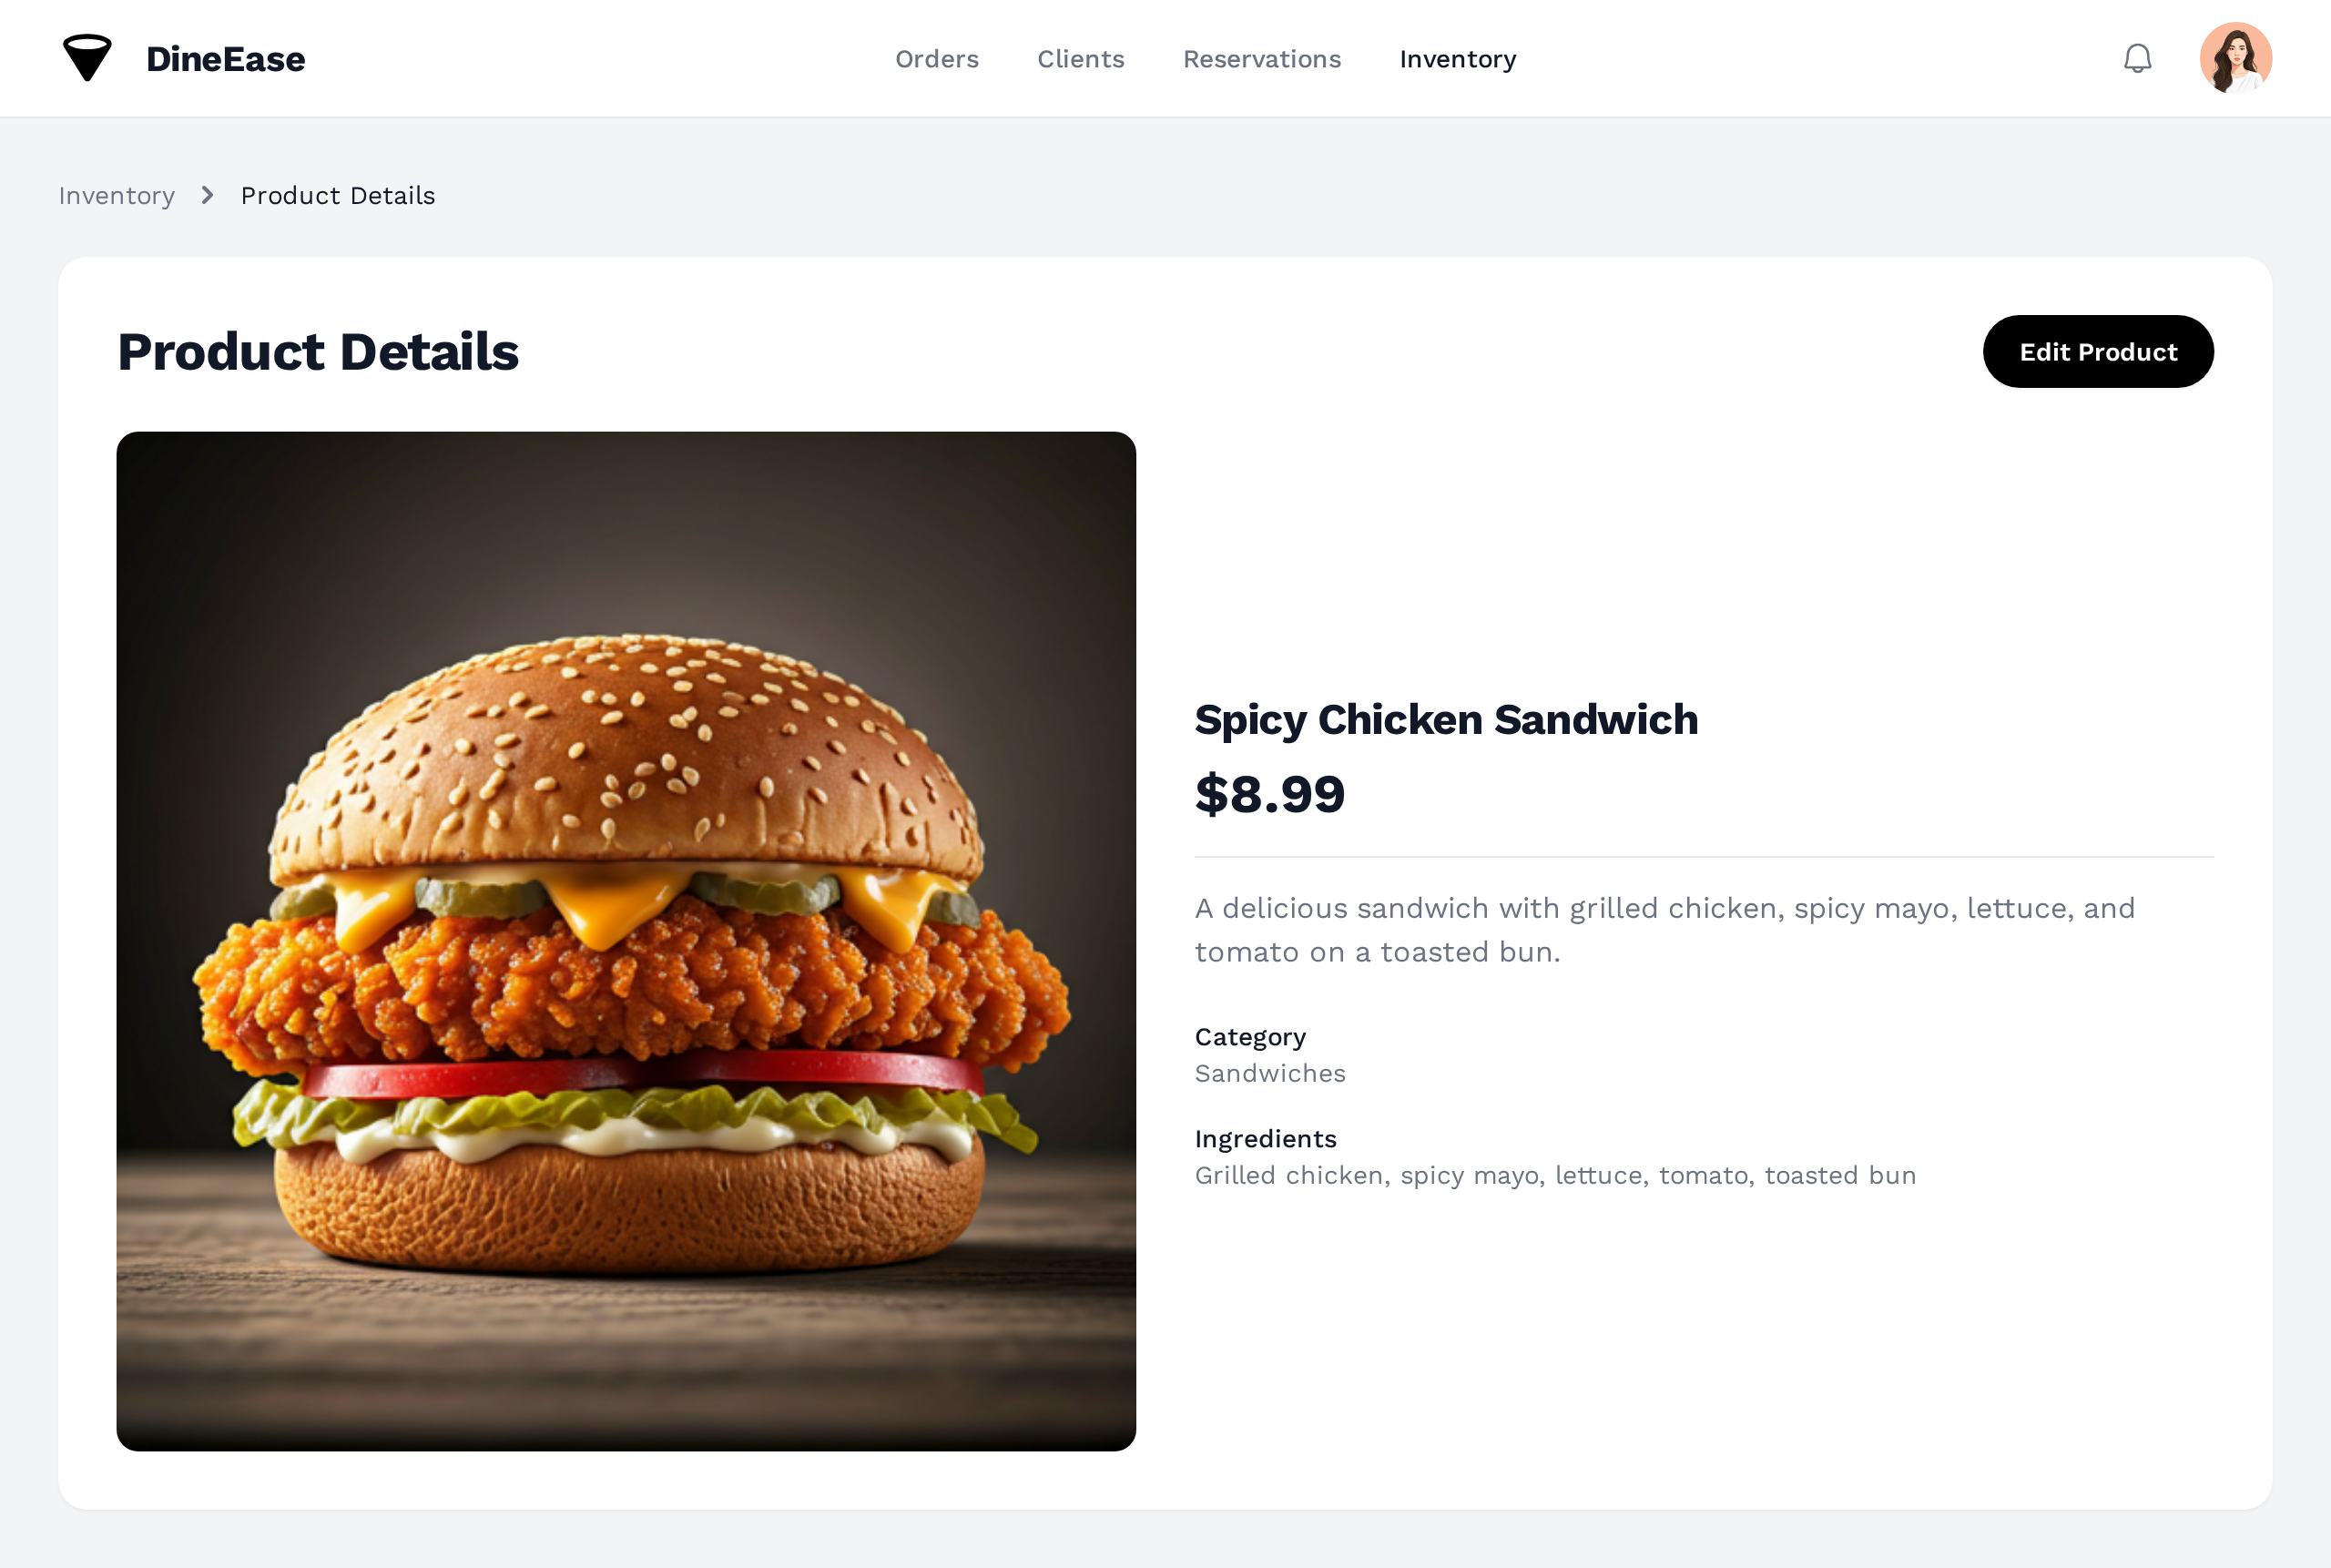 DineEase
Orders
Clients
Reservations
Inventory
Inventory
Product Details
Product Details
Edit Product
Spicy Chicken Sandwich
$8.99
A delicious sandwich with grilled chicken, spicy mayo, lettuce, and
tomato on a toasted bun.
Category
Sandwiches
Ingredients
Grilled chicken, spicy mayo, lettuce, tomato, toasted bun